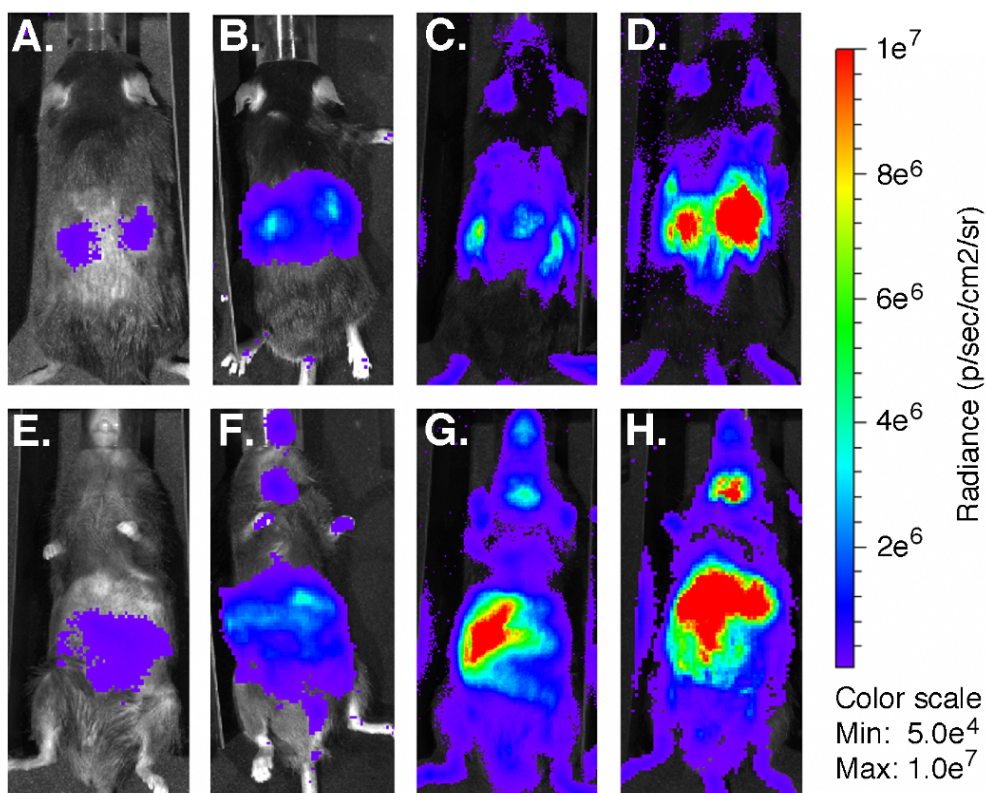 A. B. C. D.
E. F. G. H.
1e7
8e6
6e6
4e6
2e6
Radiance (p/sec/cm2/sr)
Color scale
Min: 5.0e4
Max: 1.0e7